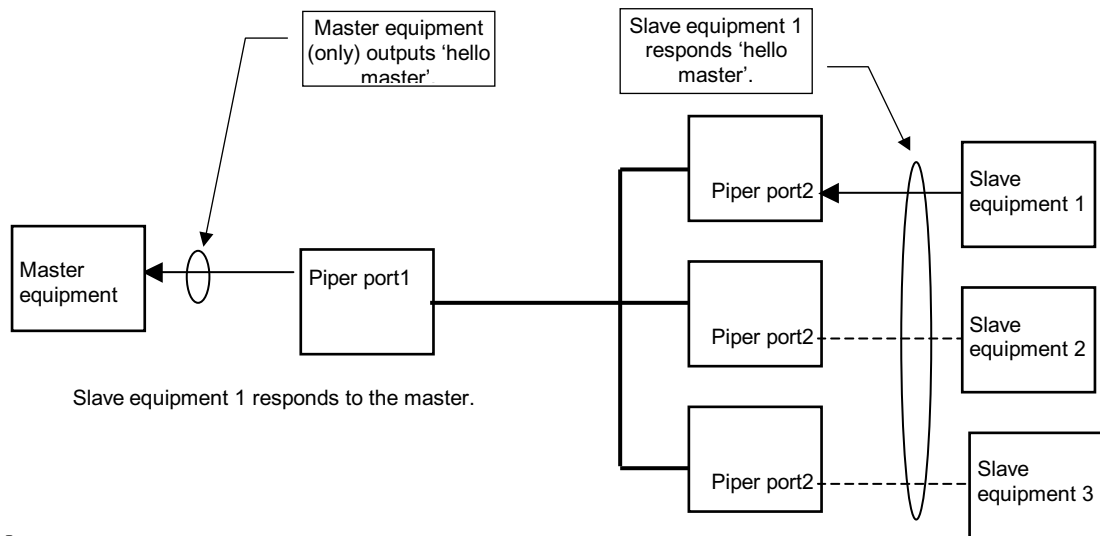 Master equipment
(only) outputs ‘hello
master’.
Slave equipment 1
responds ‘hello
master’.
Master
equipment
Piper port1
Piper port2
Slave
equipment 1
Piper port2
Slave
equipment 2
Piper port2
Slave
equipment 3
Slave equipment 1 responds to the master.